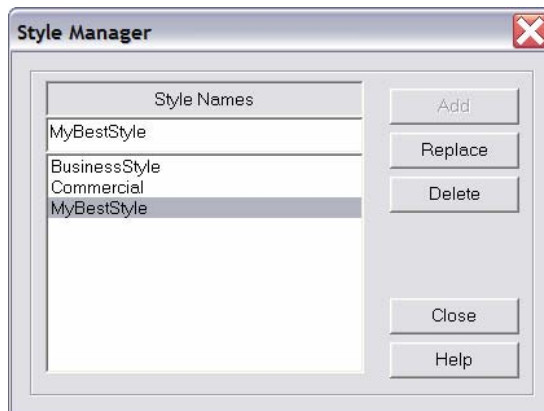 Style Manager
Style Names
MyBestStyle
BusinessStyle
Commercial
MyBestStyle
Add
Replace
Delete
Close
Help